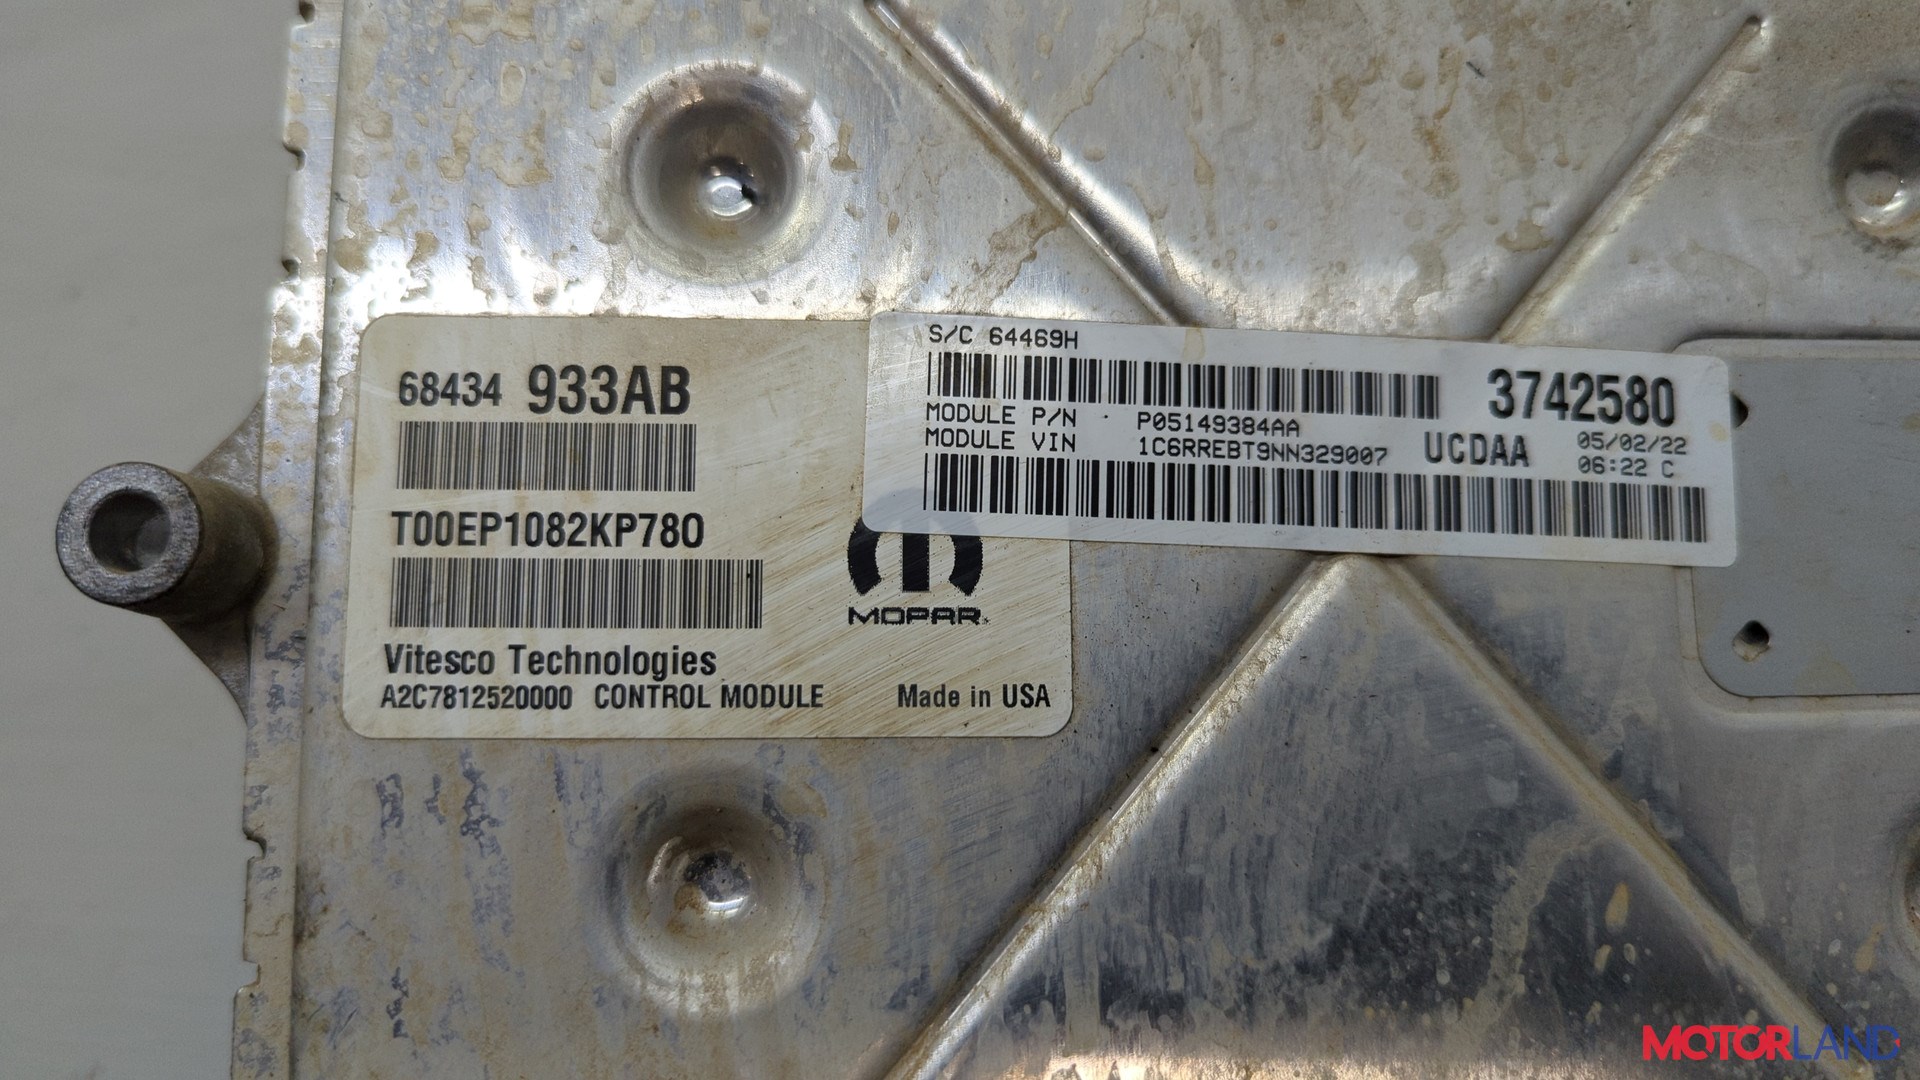 68434 933AB
T00EP1082KP780
Vitesco Technologies
A2C7812520000 CONTROL MODULE Made in USA
MOPAR
S/C 64469H
3742580
MODULE P/N P05149384AA
MODULE VIN 1C6RREBT9NN329007 UCDAA
05/02/22
06:22 C
MOTORLAND